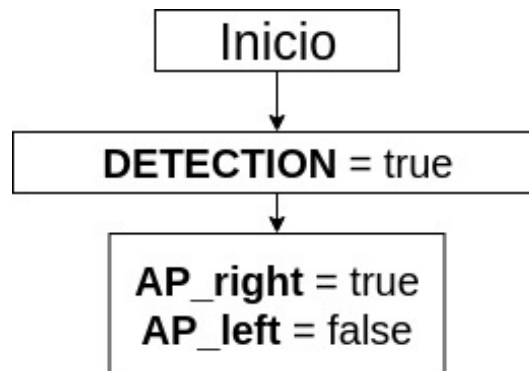 Inicio
DETECTION = true
AP_right = true
AP_left = false